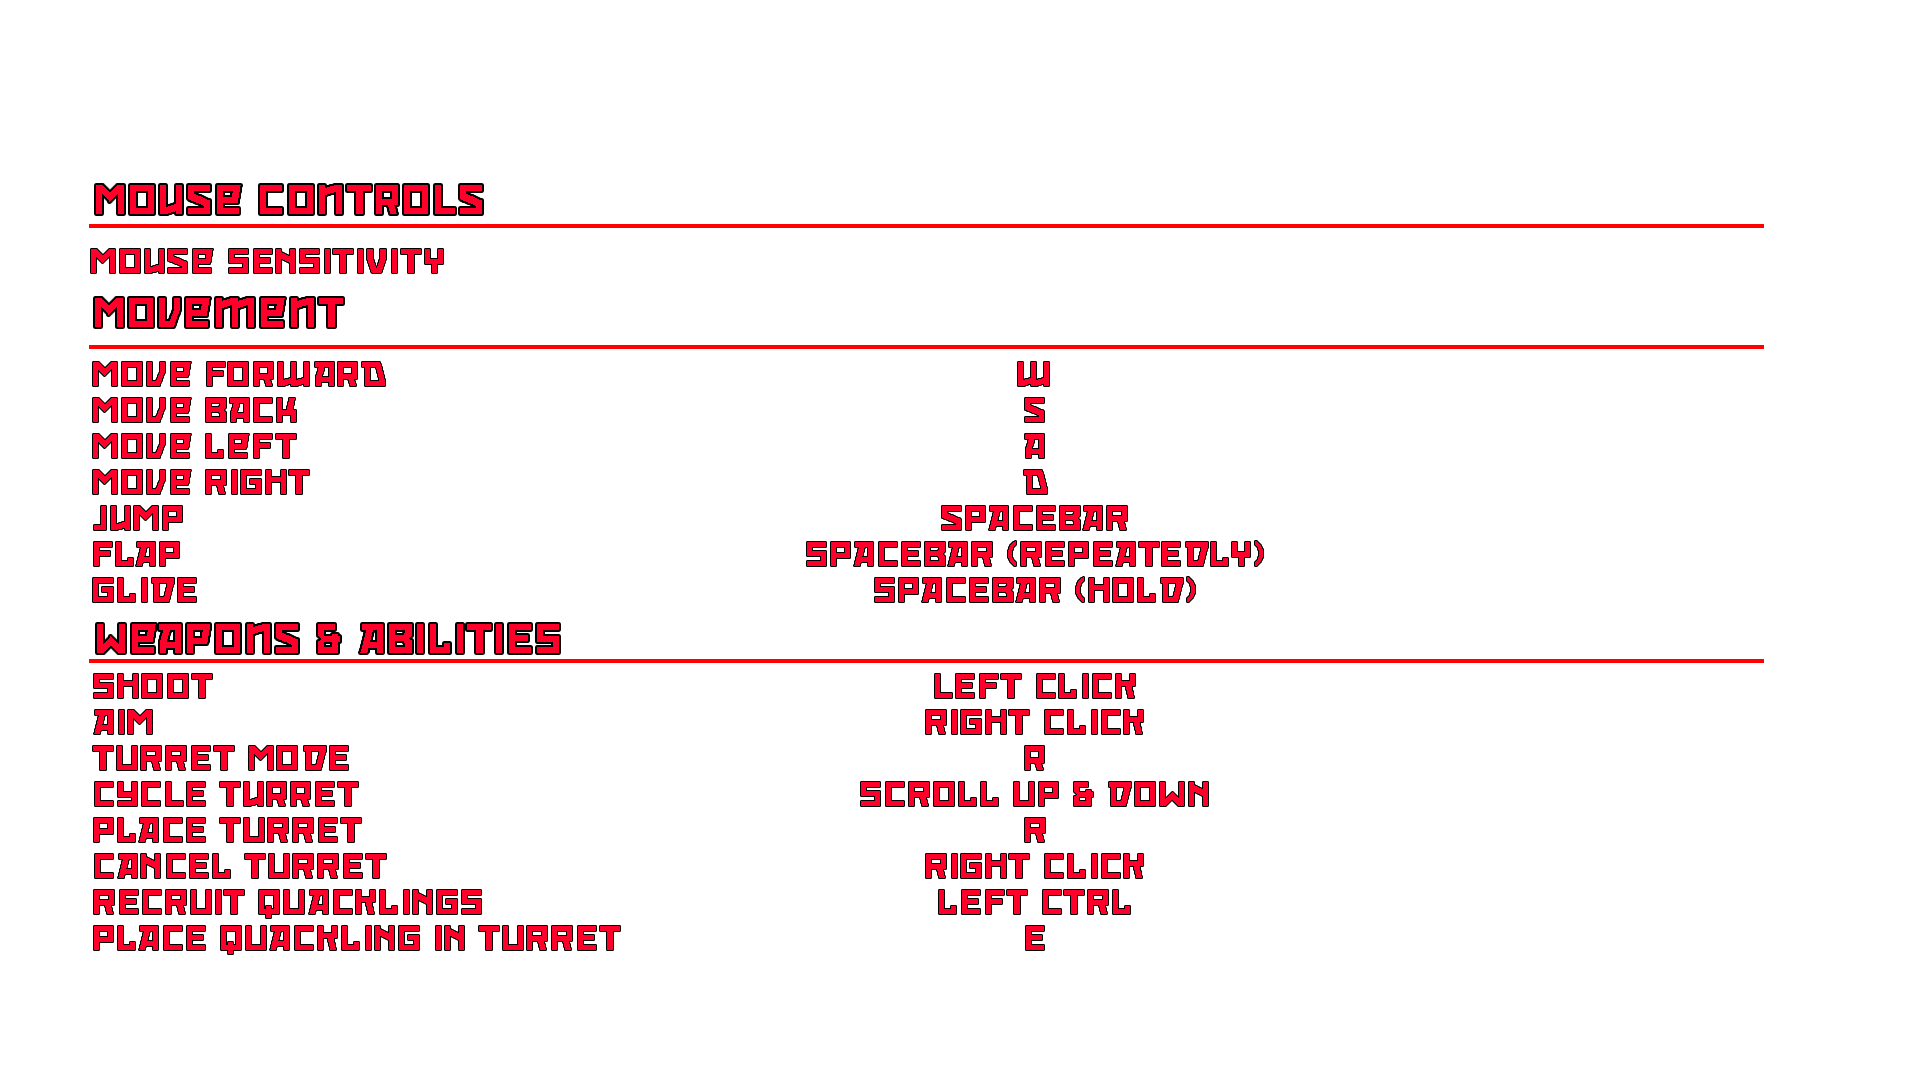 MOUSE CONTROLS
MOUSE SENSITIVITY
MOVEMENT
MOVE FORWARD W
MOVE BACK S
MOVE LEFT A
MOVE RIGHT D
JUMP SPACEBAR
FLAP SPACEBAR (REPEATEDLY)
GLIDE SPACEBAR (HOLD)
WEAPONS & ABILITIES
SHOOT LEFT CLICK
AIM RIGHT CLICK
TURRET MODE R
CYCLE TURRET SCROLL UP & DOWN
PLACE TURRET R
CANCEL TURRET RIGHT CLICK
RECRUIT QUACKLINGS LEFT CTRL
PLACE QUACKLING IN TURRET E